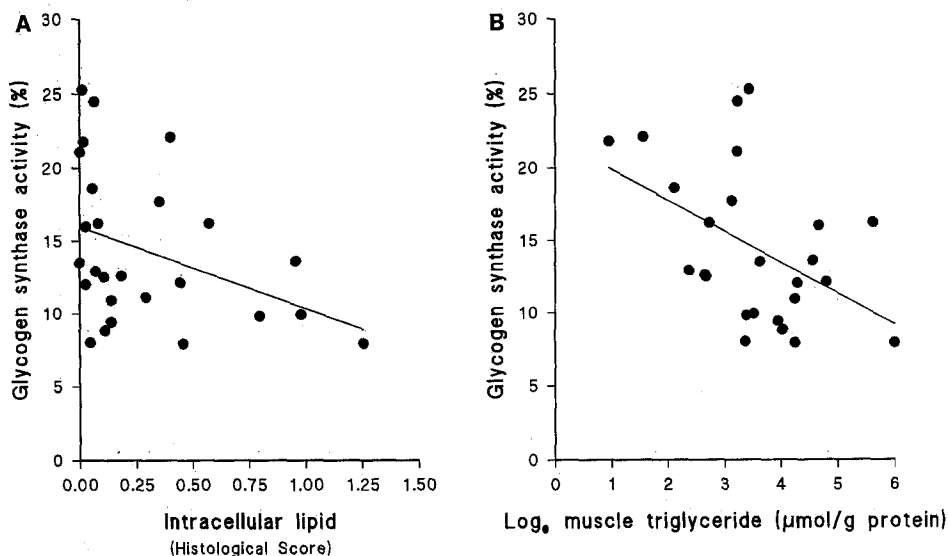 A
B
Glycogen synthase activity (%)
30
25
20
15
10
5
0
0.00 0.25 0.50 0.75 1.00 1.25 1.50
Intracellular lipid
(Histological Score)
Glycogen synthase activity (%)
30
25
20
15
10
5
0
0 1 2 3 4 5 6
Logₑ muscle triglyceride (μmol/g protein)